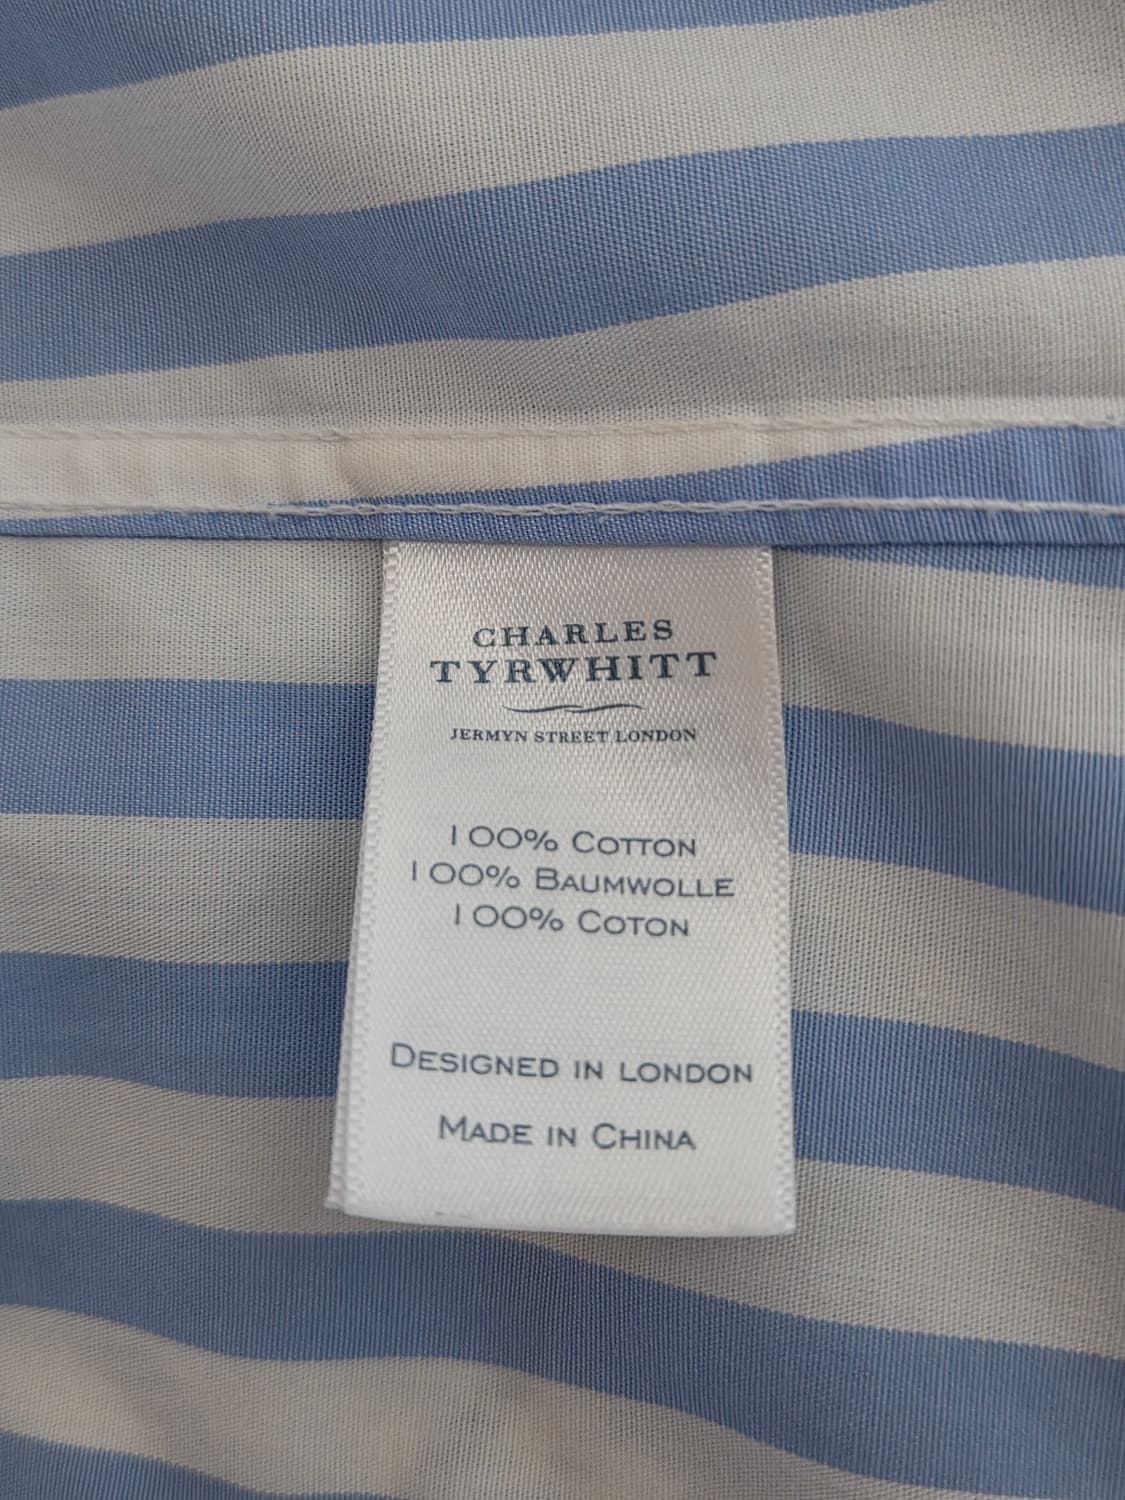 CHARLES
TYRWHITT
JERMYN STREET LONDON
100% COTTON
100% BAUMWOLLE
100% COTON
DESIGNED IN LONDON
MADE IN CHINA